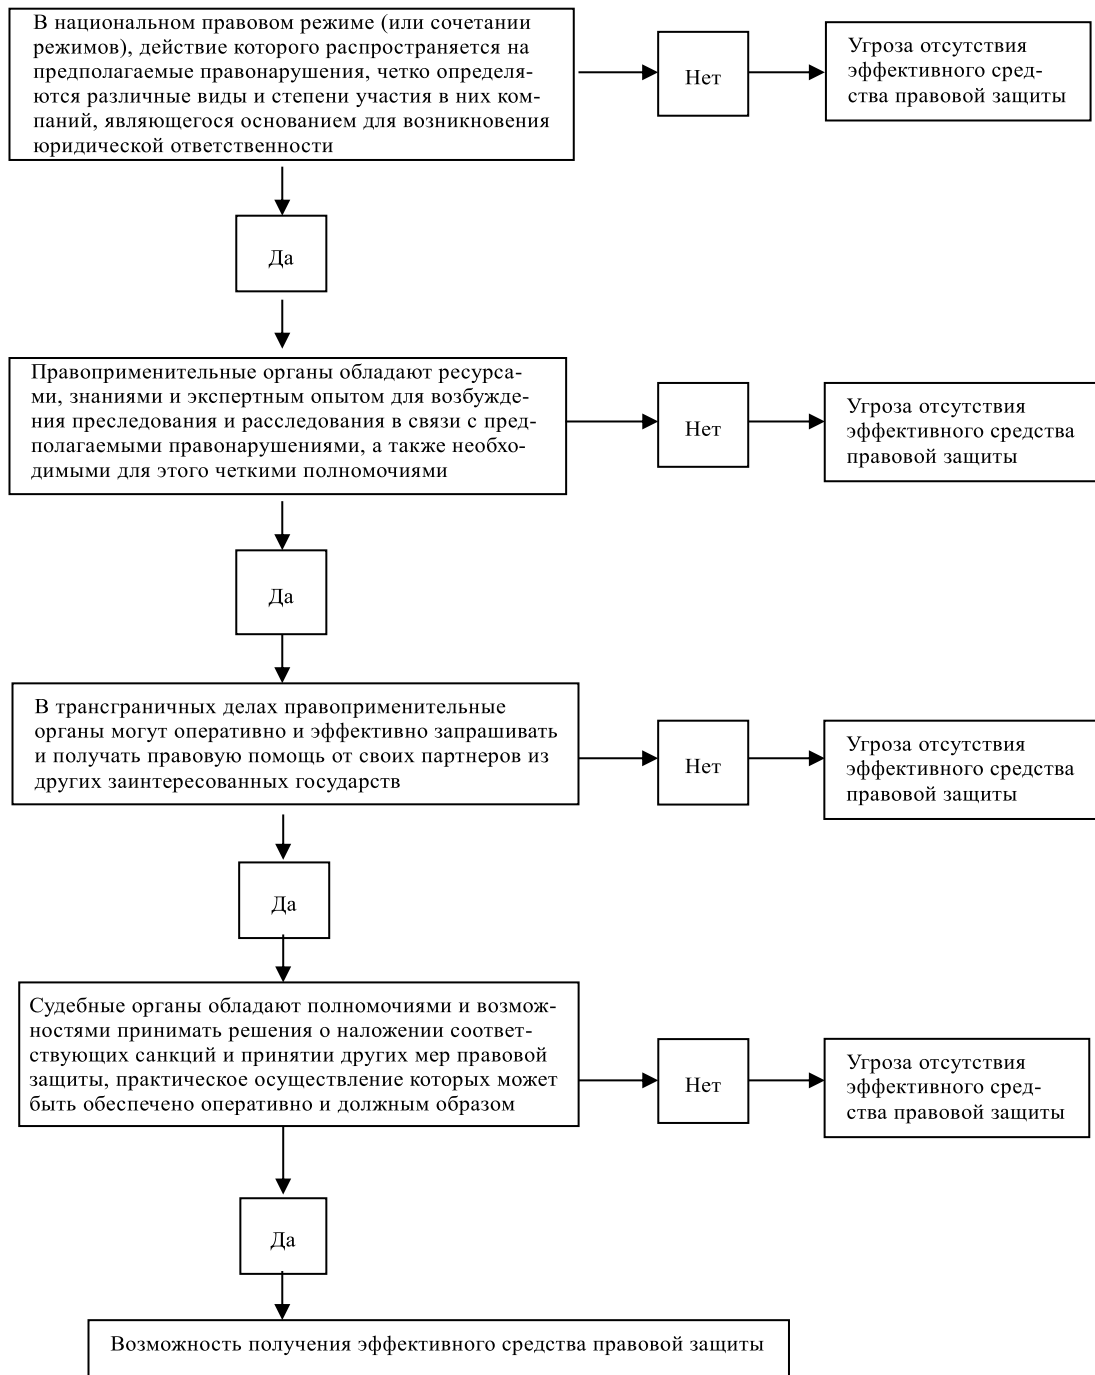 В национальном правовом режиме (или сочетании
режимов), действие которого распространяется на
предполагаемые правонарушения, четко определя-
ются различные виды и степени участия в них ком-
паний, являющегося основанием для возникновения
юридической ответственности
Нет
Угроза отсутствия
эффективного сред-
ства правовой защиты
Да
Правоприменительные органы обладают ресурса-
ми, знаниями и экспертным опытом для возбужде-
ния преследования и расследования в связи с пред-
полагаемыми правонарушениями, а также необхо-
димыми для этого четкими полномочиями
Нет
Угроза отсутствия
эффективного средства
правовой защиты
Да
В трансграничных делах правоприменительные
органы могут оперативно и эффективно запрашивать
и получать правовую помощь от своих партнеров из
других заинтересованных государств
Нет
Угроза отсутствия
эффективного средства
правовой защиты
Да
Судебные органы обладают полномочиями и возмож-
ностями принимать решения о наложении соответ-
ствующих санкций и принятии других мер правовой
защиты, практическое осуществление которых может
быть обеспечено оперативно и должным образом
Нет
Угроза отсутствия
эффективного сред-
ства правовой защиты
Да
Возможность получения эффективного средства правовой защиты